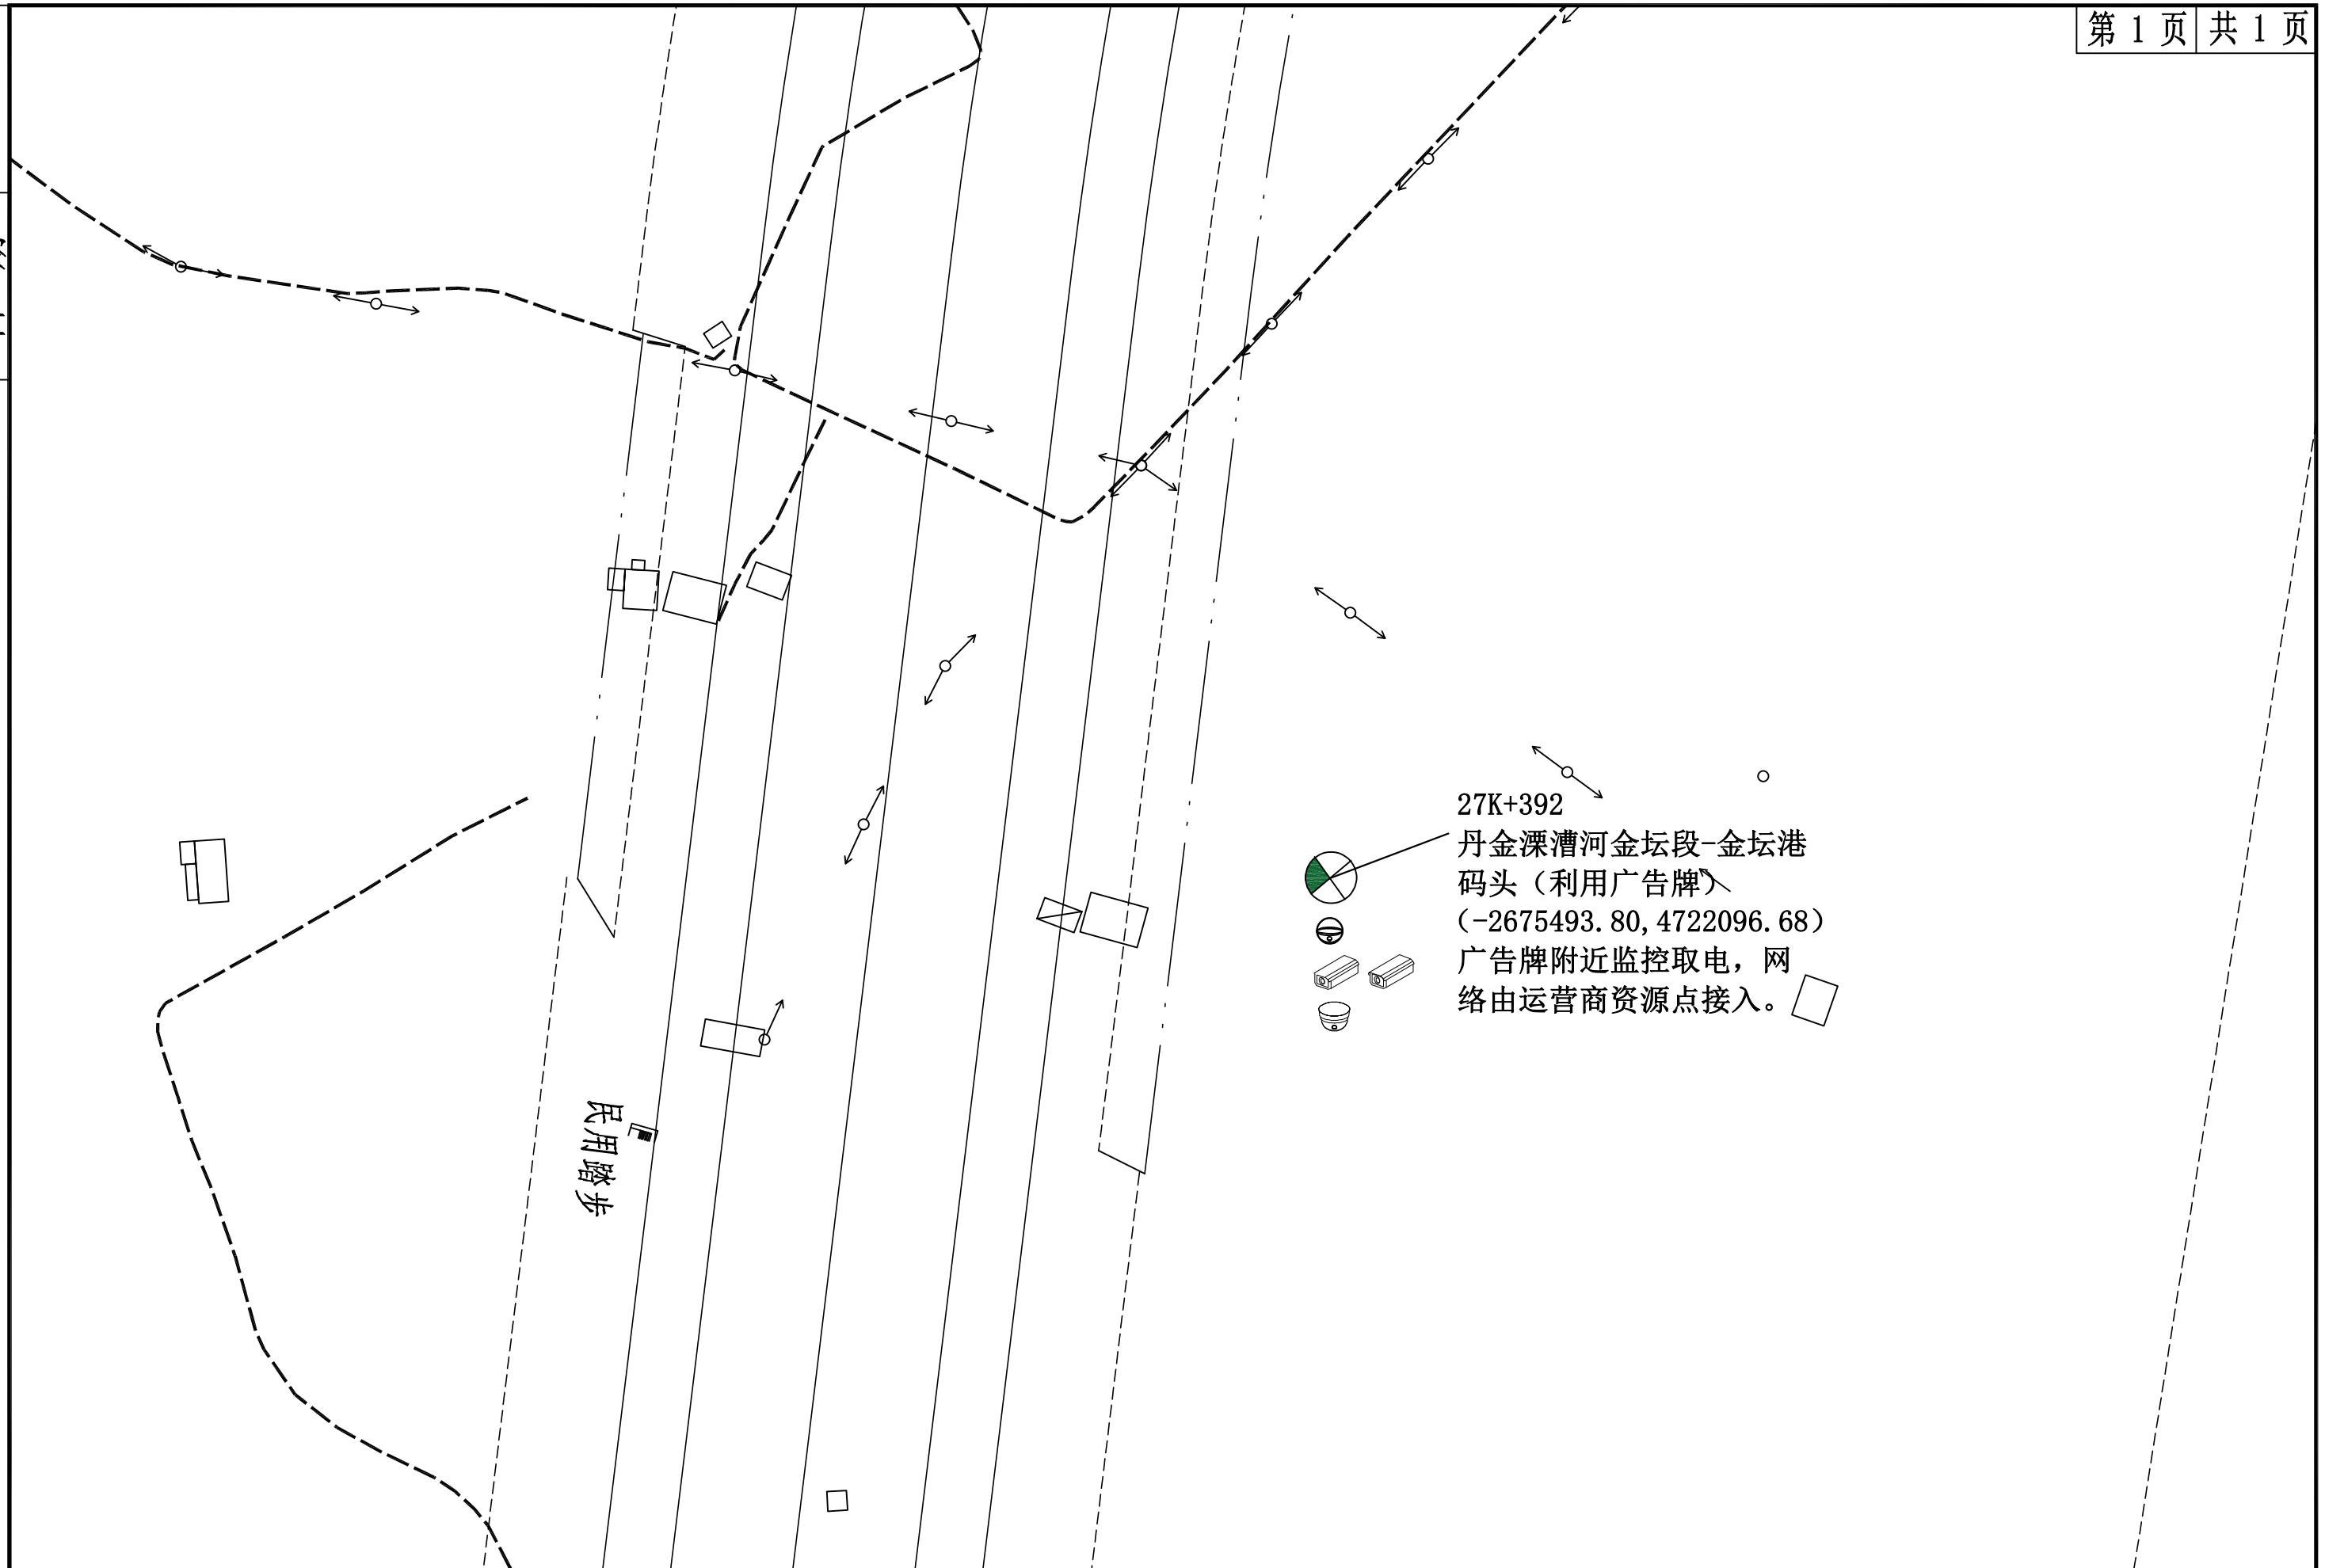 第 1 页 共 1 页
27K+392
丹金溧漕河金坛段-金坛港
码头（利用广告牌）
（-2675493.80,4722096.68）
广告牌附近监控取电，网
络由运营商资源点接入。
民用踏步